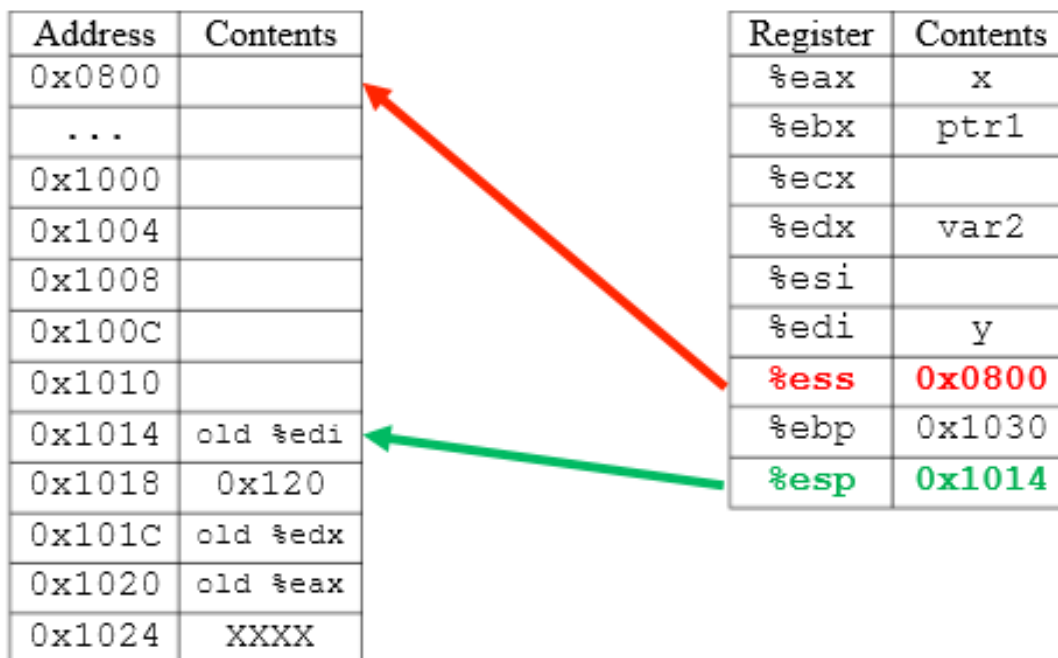 Address Contents
0x0800
...
0x1000
0x1004
0x1008
0x100C
0x1010
0x1014 old %edi
0x1018 0x120
0x101C old %edx
0x1020 old %eax
0x1024 XXXX
Register Contents
%eax x
%ebx ptr1
%ecx
%edx var2
%esi
%edi y
%ess 0x0800
%ebp 0x1030
%esp 0x1014